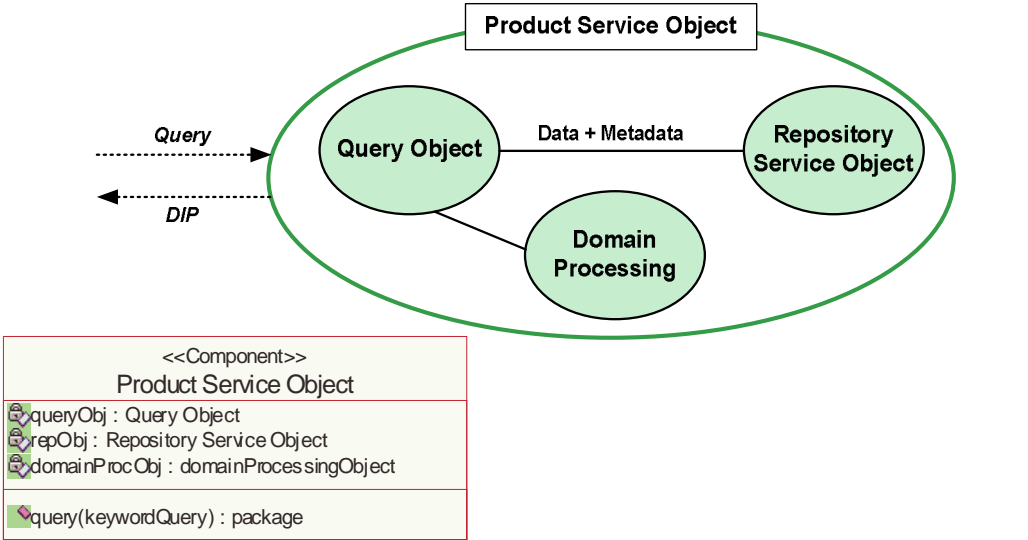 Product Service Object
Query
DIP
Query Object
Data + Metadata
Repository
Service Object
Domain
Processing
<<Component>>
Product Service Object
queryObj : Query Object
repObj : Repository Service Object
domainProcObj : domainProcessingObject
query(keywordQuery) : package